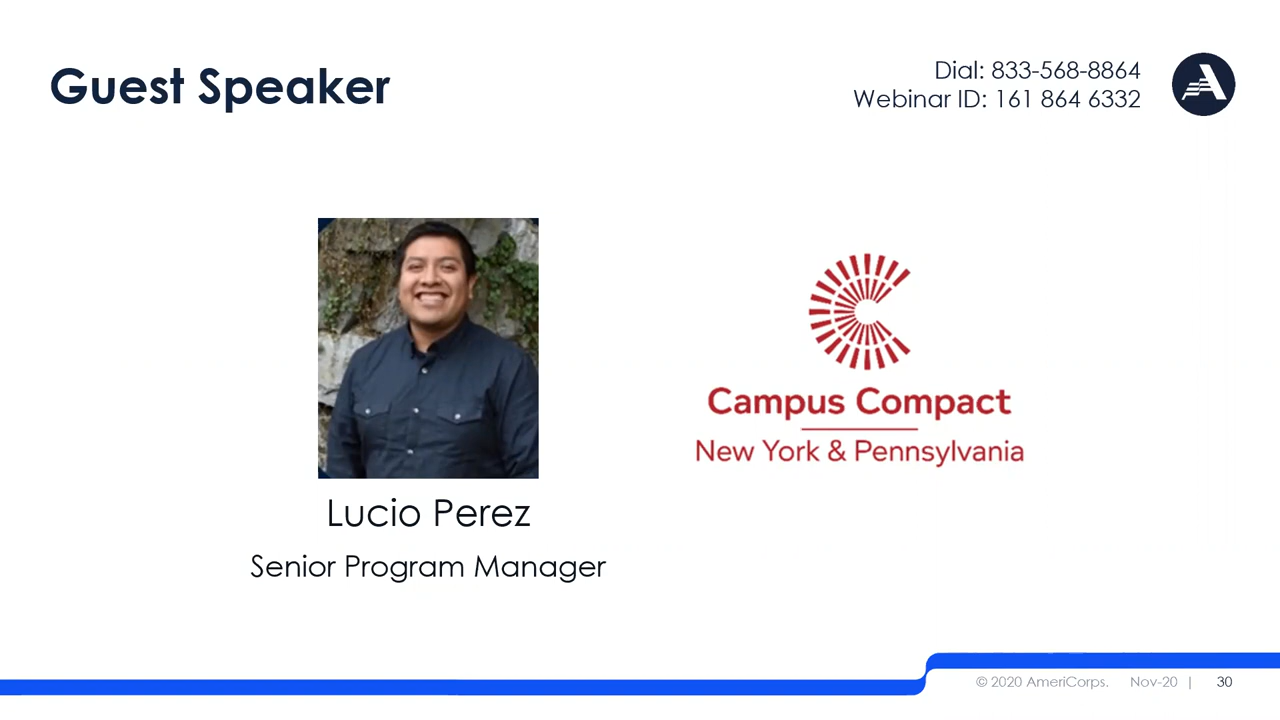 Guest Speaker
Dial: 833-568-8864
Webinar ID: 161 864 6332
Campus Compact
New York & Pennsylvania
Lucio Perez
Senior Program Manager
© 2020 AmeriCorps. Nov-20 | 30